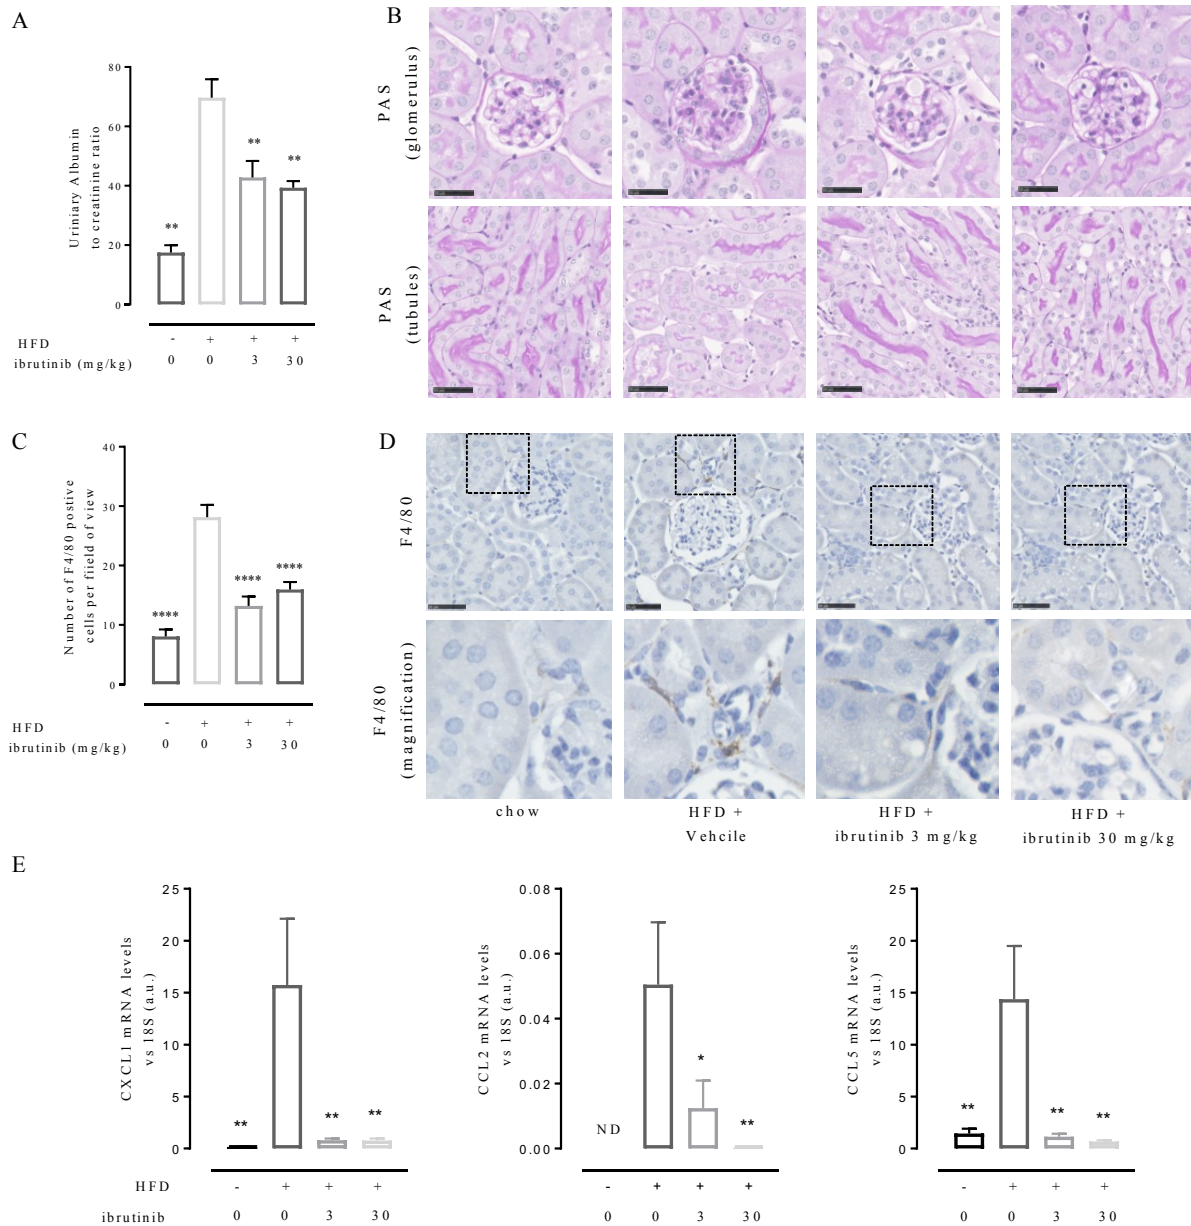 A
80
60
40
20
0
Uriniary Albumin
to creatinine ratio
**
**
**
HFD - + + +
ibrutinib (mg/kg) 0 0 3 30
B
PAS
(glomerulus)
PAS
(tubules)
C
40
30
20
10
0
Number of F4/80 postive
cells per fiield of view
****
****
****
HFD - + + +
ibrutinib (mg/kg) 0 0 3 30
D
F4/80
F4/80
(magnification)
chow
HFD +
Vehcile
HFD +
ibrutinib 3 mg/kg
HFD +
ibrutinib 30 mg/kg
E
25
20
15
10
5
0
CXCL1 mRNA levels
vs 18S (a.u.)
**
**
**
HFD - + + +
ibrutinib 0 0 3 30
0.08
0.06
0.04
0.02
0.00
CCL2 mRNA levels
vs 18S (a.u.)
ND
*
**
- + + +
0 0 3 30
25
20
15
10
5
0
CCL5 mRNA levels
vs 18S (a.u.)
**
**
**
- + + +
0 0 3 30